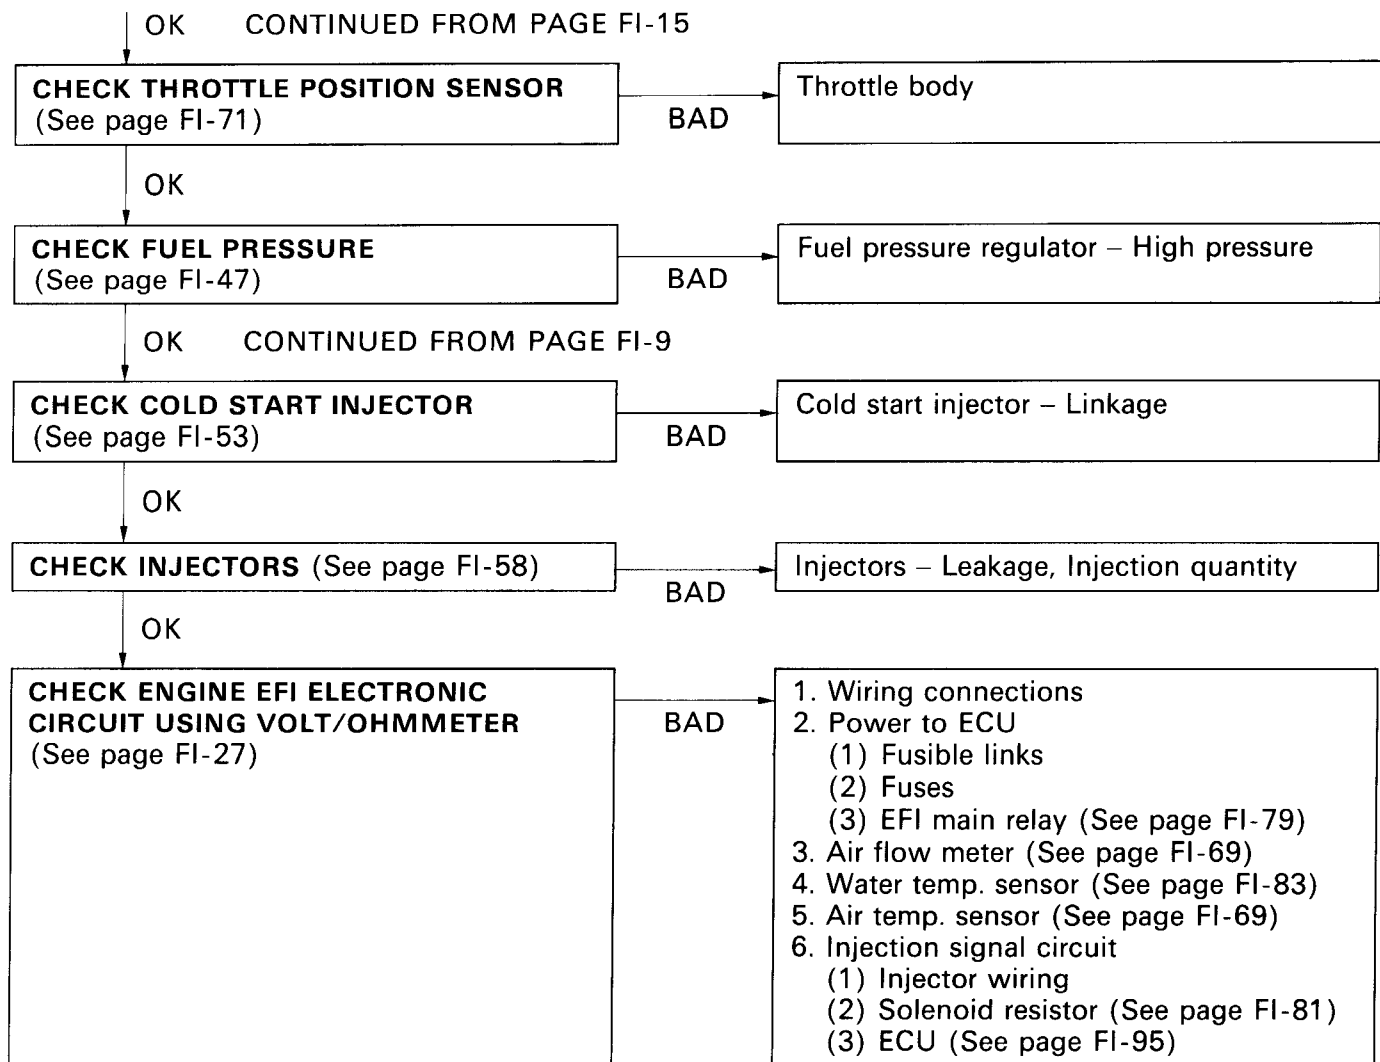 OK CONTINUED FROM PAGE FI-15
CHECK THROTTLE POSITION SENSOR
(See page FI-71)
BAD
Throttle body
OK
CHECK FUEL PRESSURE
(See page FI-47)
BAD
Fuel pressure regulator – High pressure
OK CONTINUED FROM PAGE FI-9
CHECK COLD START INJECTOR
(See page FI-53)
BAD
Cold start injector – Linkage
OK
CHECK INJECTORS (See page FI-58)
BAD
Injectors – Leakage, Injection quantity
OK
CHECK ENGINE EFI ELECTRONIC
CIRCUIT USING VOLT/OHMMETER
(See page FI-27)
BAD
1. Wiring connections
2. Power to ECU
(1) Fusible links
(2) Fuses
(3) EFI main relay (See page FI-79)
3. Air flow meter (See page FI-69)
4. Water temp. sensor (See page FI-83)
5. Air temp. sensor (See page FI-69)
6. Injection signal circuit
(1) Injector wiring
(2) Solenoid resistor (See page FI-81)
(3) ECU (See page FI-95)